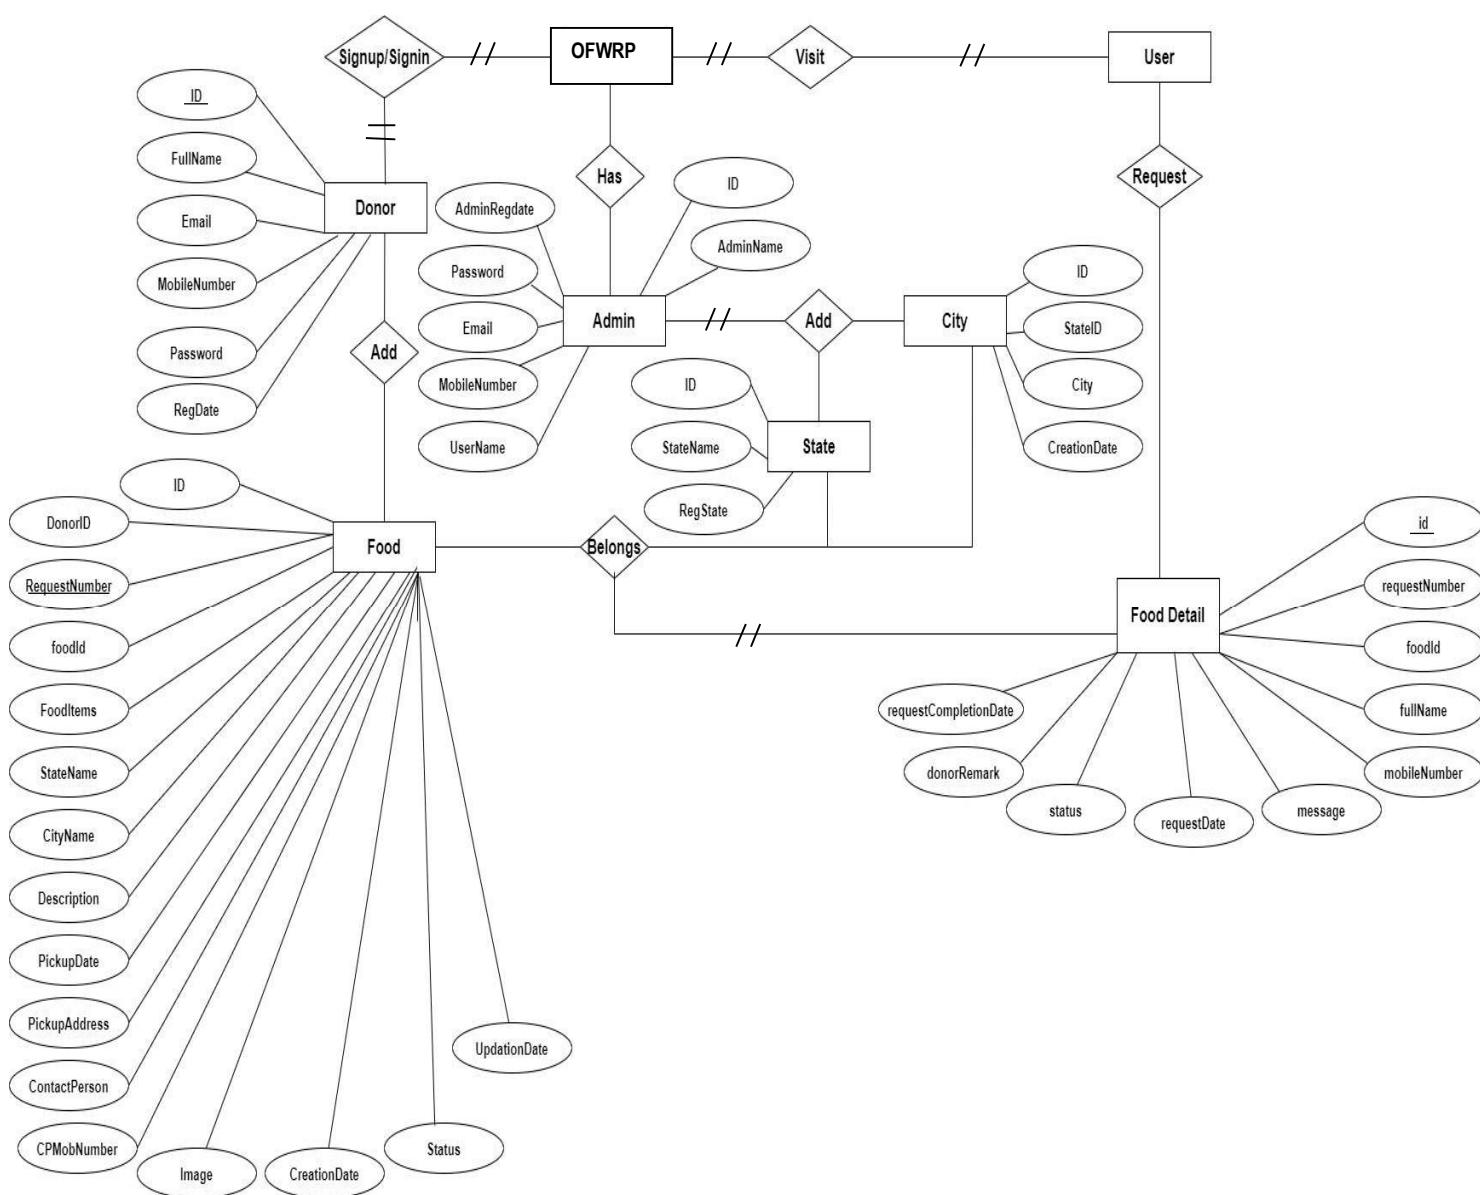 Signup/Signin
OFWRP
Visit
User
ID
FullName
Email
MobileNumber
Password
RegDate
Donor
Add
Has
Request
AdminRegdate
Password
Email
MobileNumber
UserName
ID
AdminName
Admin
Add
City
ID
StateID
City
CreationDate
ID
StateName
RegState
State
ID
DonorID
RequestNumber
foodId
FoodItems
StateName
CityName
Description
PickupDate
PickupAddress
ContactPerson
CPMobNumber
Image
CreationDate
Status
UpdationDate
Food
Belongs
Food Detail
id
requestNumber
foodId
fullName
mobileNumber
message
requestDate
status
donorRemark
requestCompletionDate